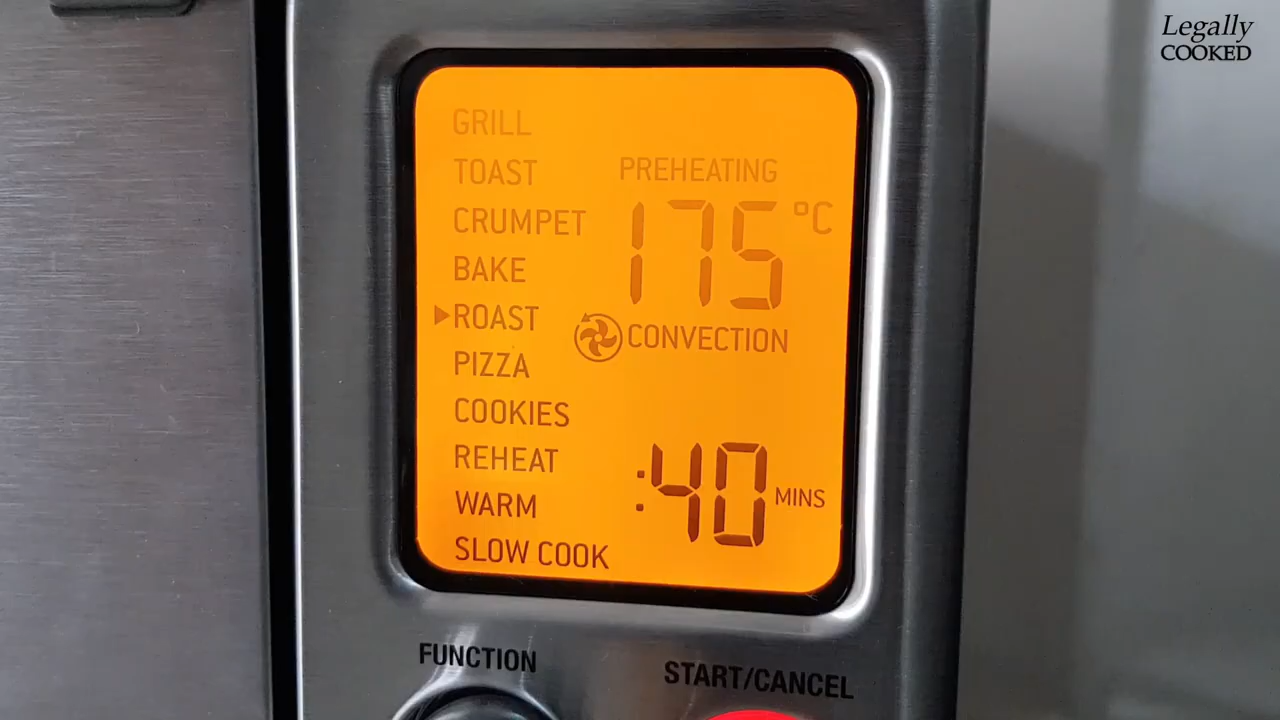 Legally
COOKED
GRILL
TOAST
CRUMPET
BAKE
ROAST
PIZZA
COOKIES
REHEAT
WARM
SLOW COOK
PREHEATING
175 °C
CONVECTION
:40 MINS
FUNCTION
START/CANCEL